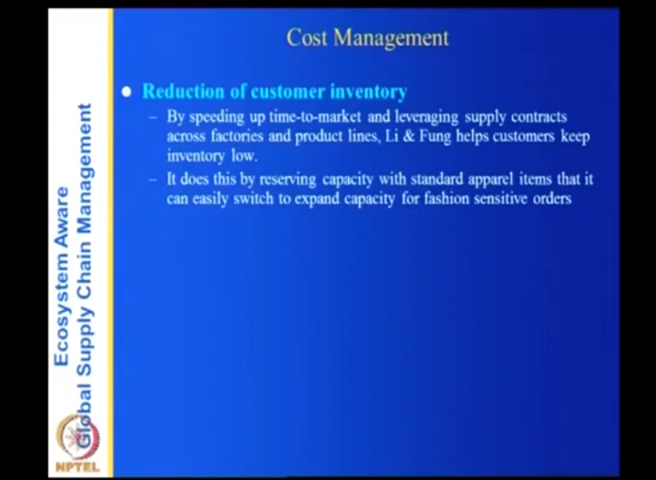 Cost Management
Reduction of customer inventory
– By speeding up time-to-market and leveraging supply contracts
across factories and product lines, Li & Fung helps customers keep
inventory low.
– It does this by reserving capacity with standard apparel items that it
can easily switch to expand capacity for fashion sensitive orders
Ecosystem Aware
Global Supply Chain Management
NPTEL